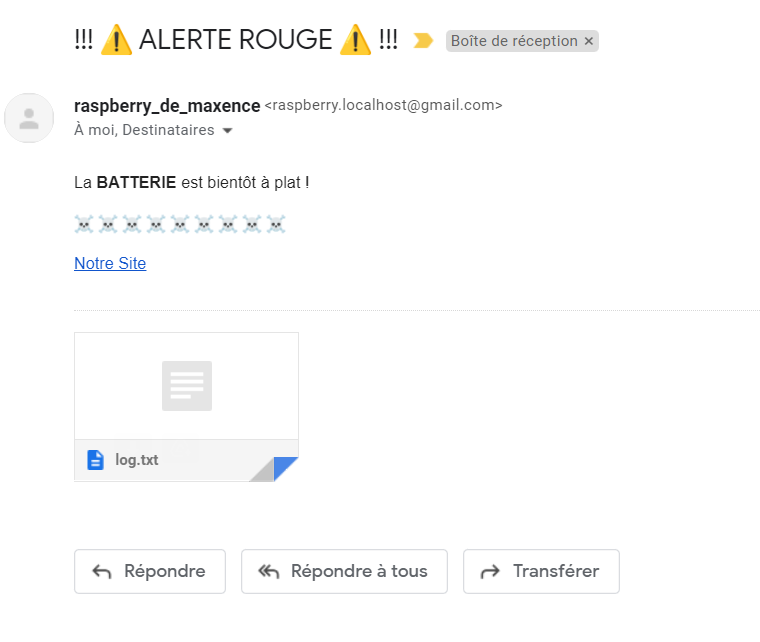 !!! ⚠️ ALERTE ROUGE ⚠️ !!! Boîte de réception ×
raspberry_de_maxence <raspberry.localhost@gmail.com>
À moi, Destinataires
La BATTERIE est bientôt à plat !
☠️☠️☠️☠️☠️☠️☠️☠️☠️
Notre Site
log.txt
Répondre Répondre à tous Transférer